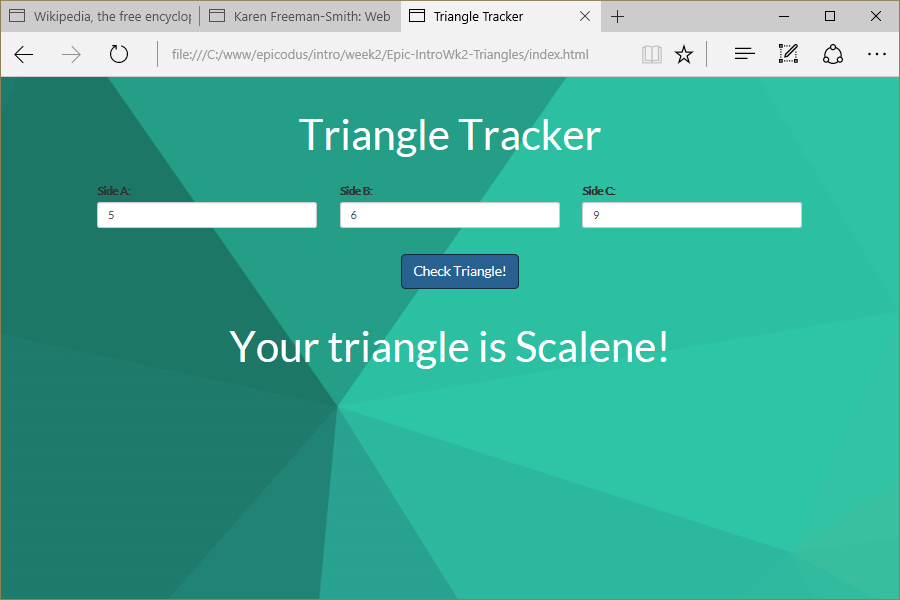 Wikipedia, the free encyclop
Karen Freeman-Smith: Web
Triangle Tracker
file:///C:/www/epicodus/intro/week2/Epic-IntroWk2-Triangles/index.html
Triangle Tracker
Side A: Side B: Side C:
5 6 9
Check Triangle!
Your triangle is Scalene!